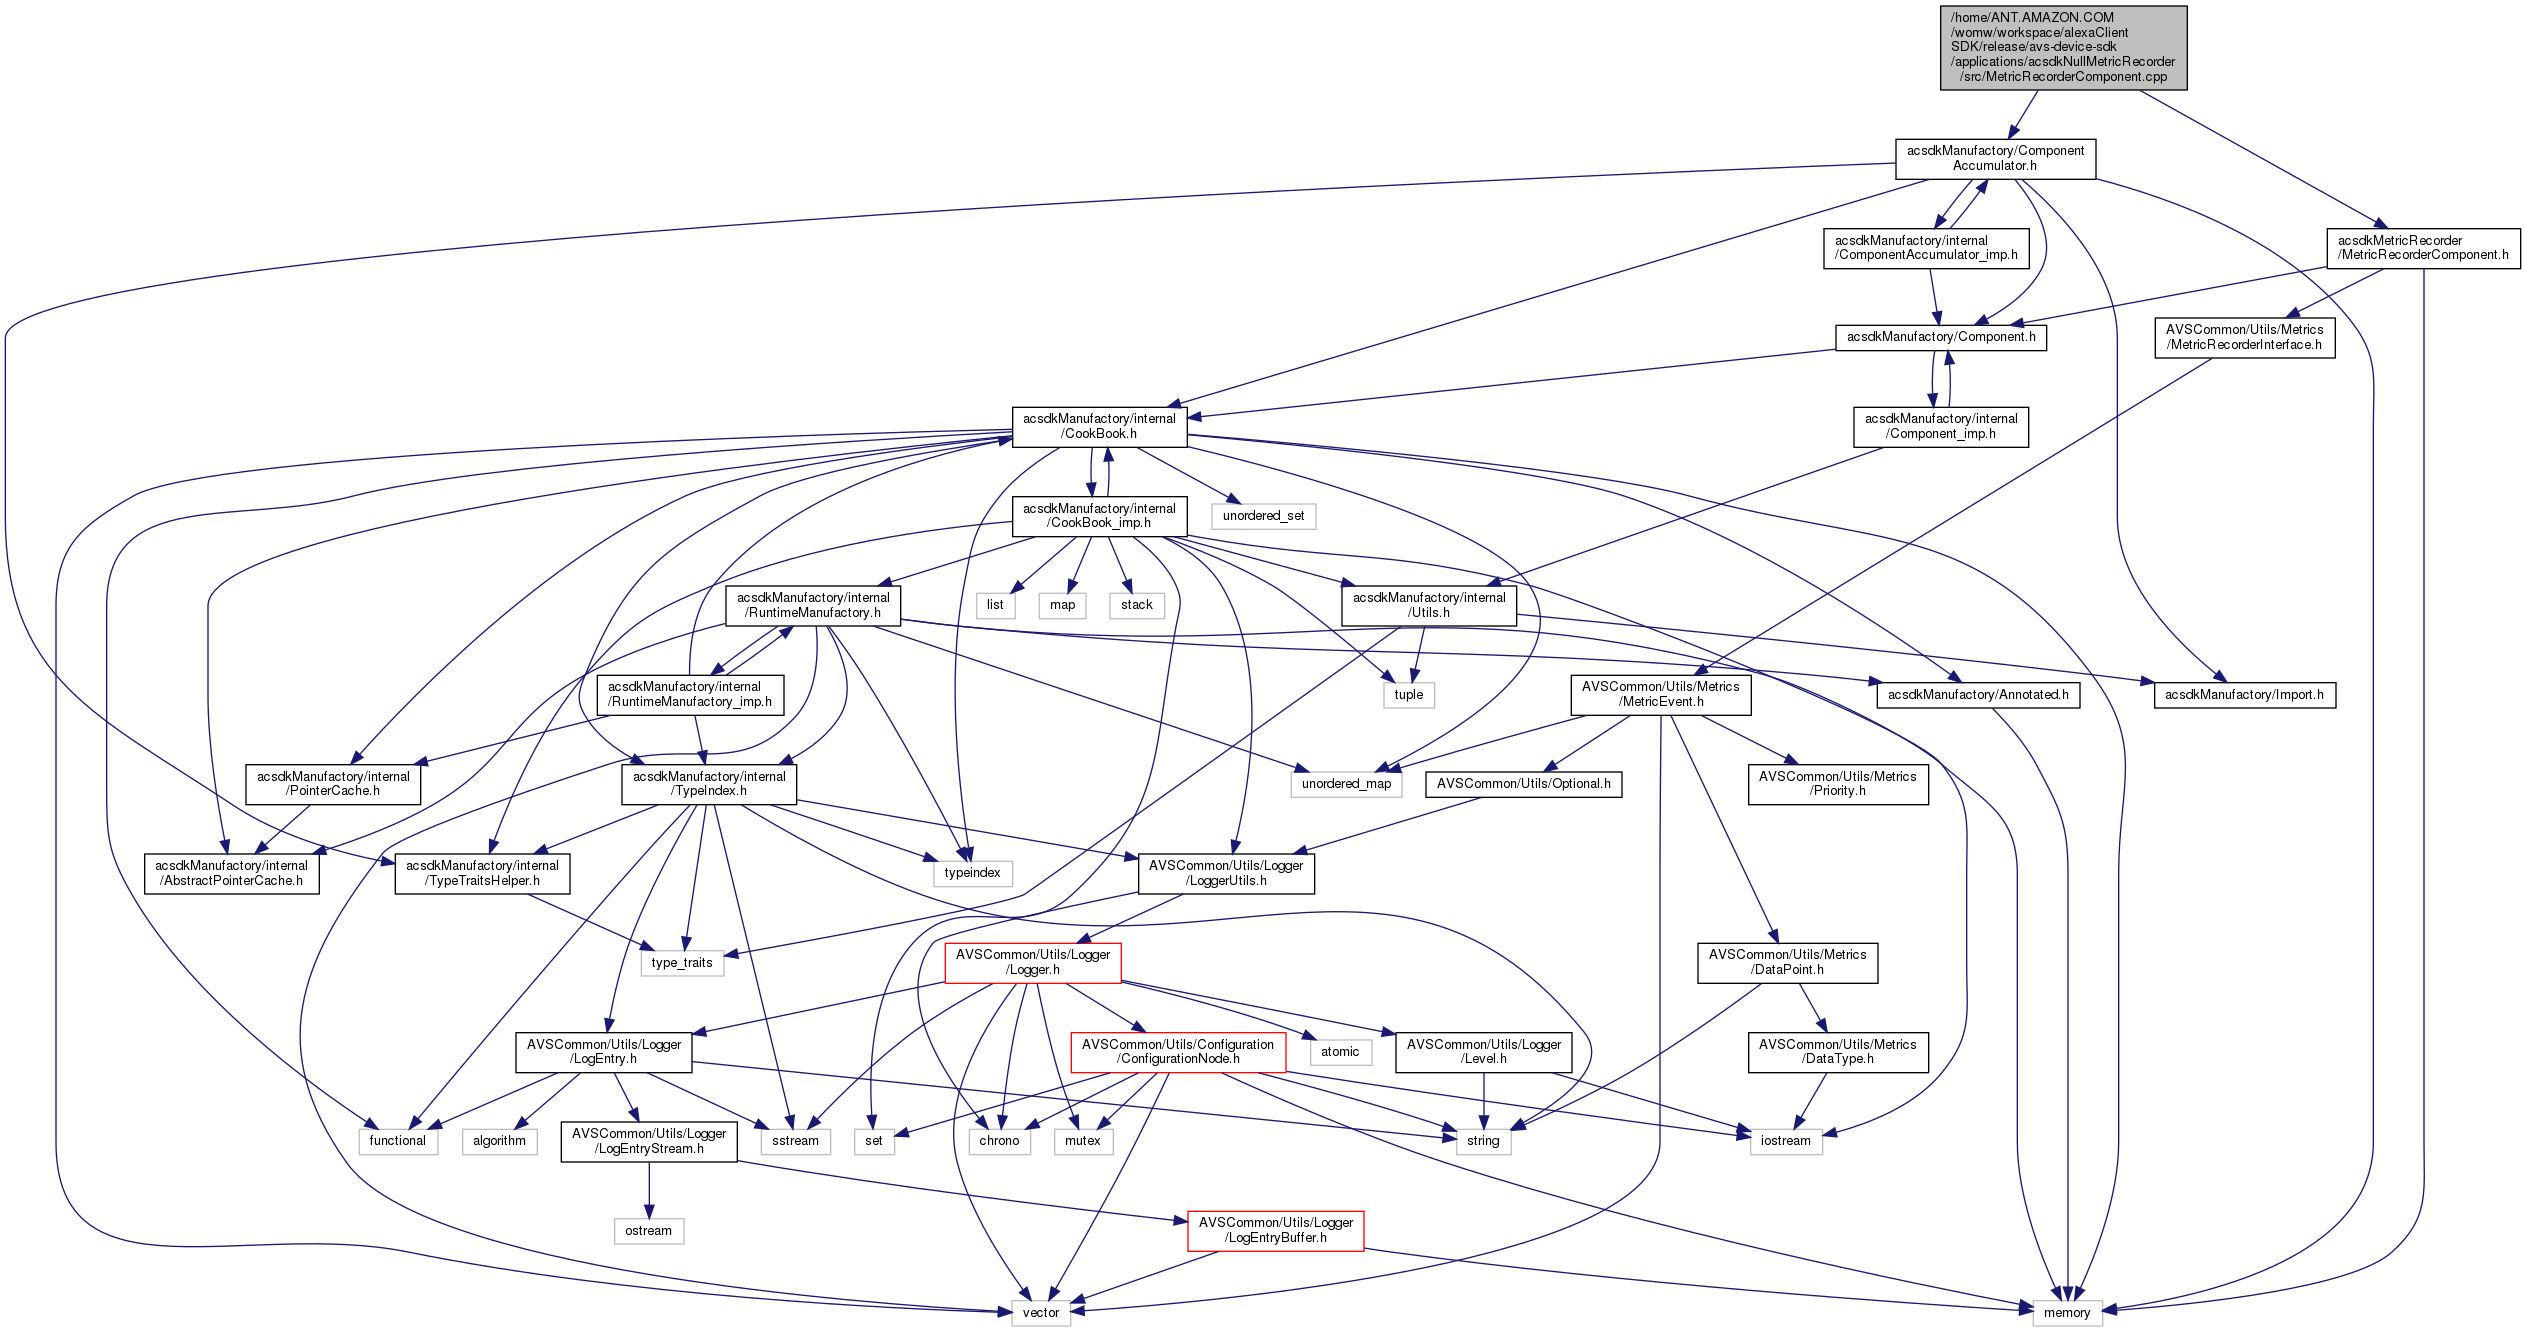 /home/ANT.AMAZON.COM
/womw/workspace/alexaClient
SDK/release/avs-device-sdk
/applications/acsdkNullMetricRecorder
/src/MetricRecorderComponent.cpp
acsdkManufactory/Component
Accumulator.h
acsdkManufactory/internal
/ComponentAccumulator_imp.h
acsdkMetricRecorder
/MetricRecorderComponent.h
acsdkManufactory/Component.h
AVSCommon/Utils/Metrics
/MetricRecorderInterface.h
acsdkManufactory/internal
/CookBook.h
acsdkManufactory/internal
/Component_imp.h
acsdkManufactory/internal
/CookBook_imp.h
unordered_set
acsdkManufactory/internal
/RuntimeManufactory.h
list
map
stack
acsdkManufactory/internal
/Utils.h
acsdkManufactory/internal
/RuntimeManufactory_imp.h
tuple
AVSCommon/Utils/Metrics
/MetricEvent.h
acsdkManufactory/Annotated.h
acsdkManufactory/Import.h
acsdkManufactory/internal
/PointerCache.h
acsdkManufactory/internal
/TypeIndex.h
unordered_map
AVSCommon/Utils/Optional.h
AVSCommon/Utils/Metrics
/Priority.h
acsdkManufactory/internal
/AbstractPointerCache.h
acsdkManufactory/internal
/TypeTraitsHelper.h
typeindex
AVSCommon/Utils/Logger
/LoggerUtils.h
type_traits
AVSCommon/Utils/Logger
/Logger.h
AVSCommon/Utils/Metrics
/DataPoint.h
AVSCommon/Utils/Logger
/LogEntry.h
AVSCommon/Utils/Configuration
/ConfigurationNode.h
atomic
AVSCommon/Utils/Logger
/Level.h
AVSCommon/Utils/Metrics
/DataType.h
functional
algorithm
AVSCommon/Utils/Logger
/LogEntryStream.h
sstream
set
chrono
mutex
string
iostream
ostream
AVSCommon/Utils/Logger
/LogEntryBuffer.h
vector
memory